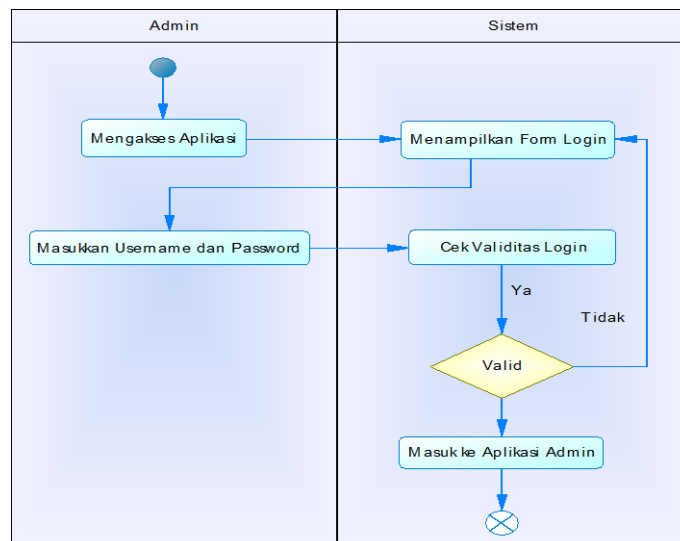 Admin
Sistem
Mengakses Aplikasi
Menampilkan Form Login
Masukkan Username dan Password
Cek Validitas Login
Ya
Tidak
Valid
Masuk ke Aplikasi Admin